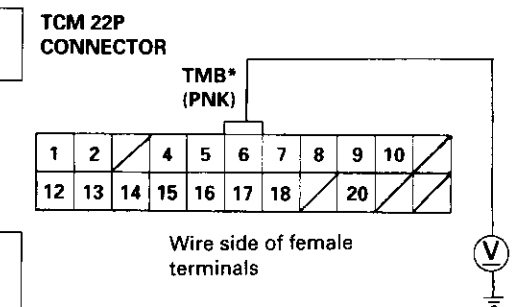 TCM 22P
CONNECTOR
TMB*
(PNK)
1 2 4 5 6 7 8 9 10
12 13 14 15 16 17 18 20
V
Wire side of female
terminals